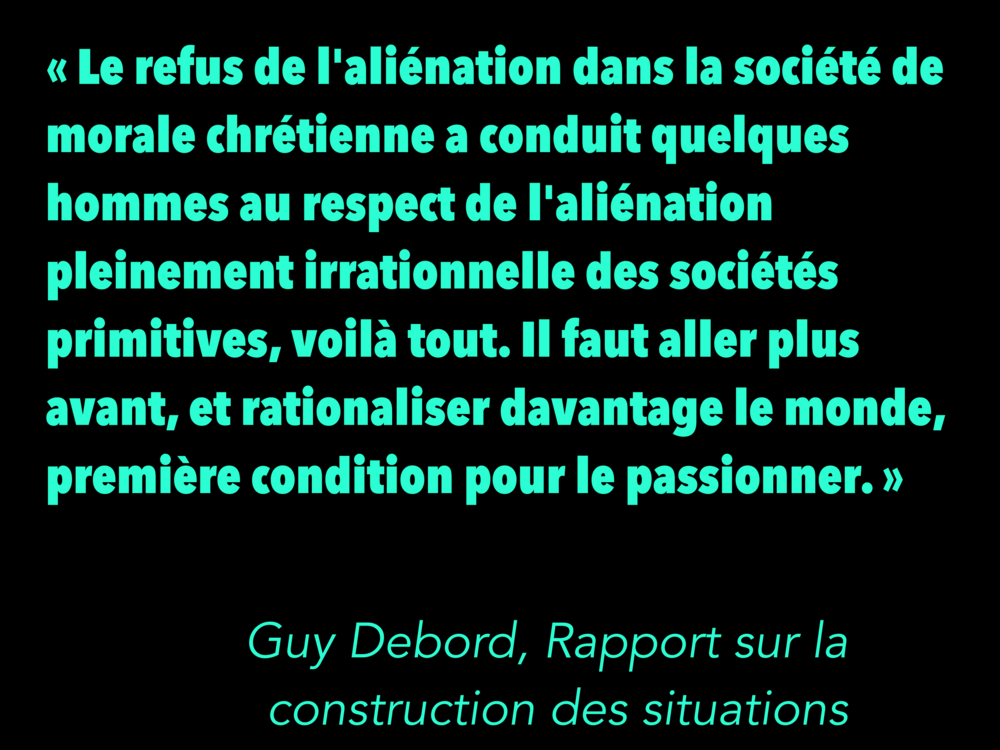 « Le refus de l'aliénation dans la société de
morale chrétienne a conduit quelques
hommes au respect de l'aliénation
pleinement irrationnelle des sociétés
primitives, voilà tout. Il faut aller plus
avant, et rationaliser davantage le monde,
première condition pour le passionner. »
Guy Debord, Rapport sur la
construction des situations